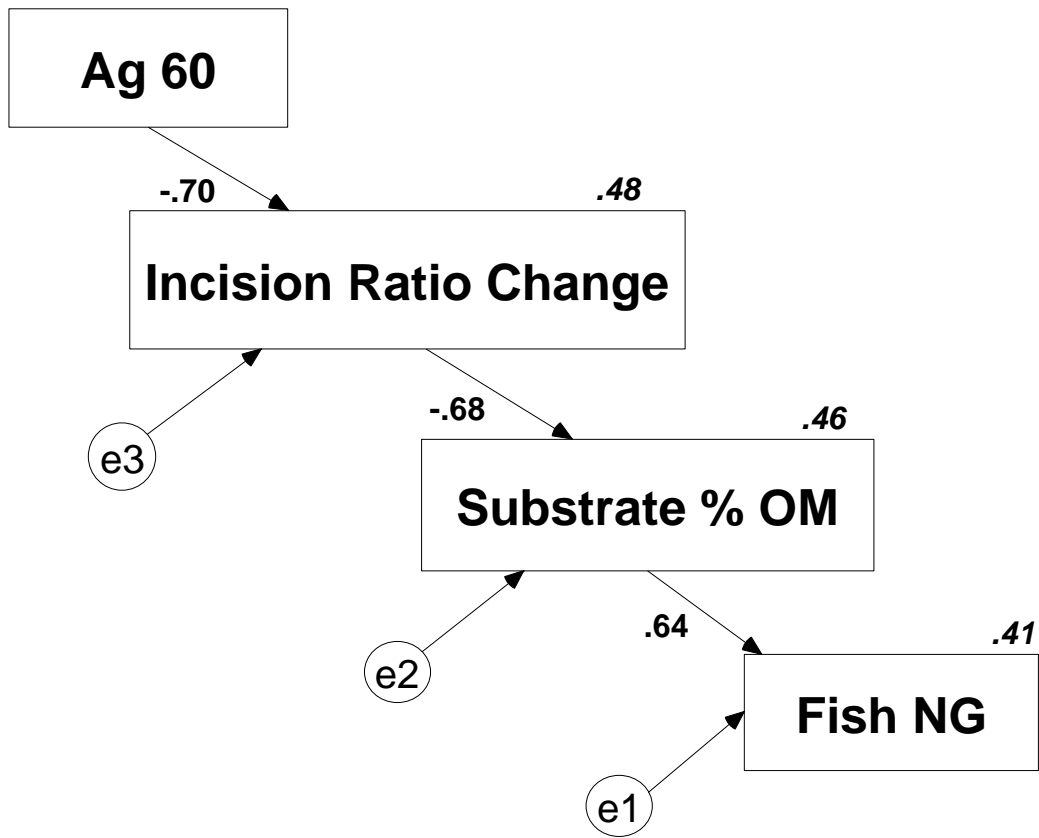 Ag 60
-.70
.48
Incision Ratio Change
e3
-.68
.46
Substrate % OM
e2
.64
.41
Fish NG
e1